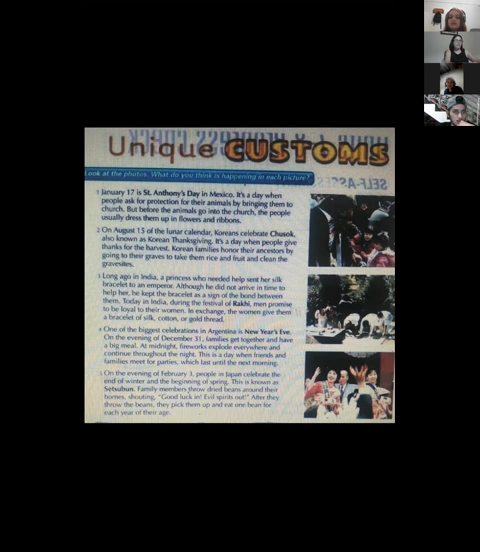 Unique CUSTOMS
Look at the photos. What do you think is happening in each picture?
1 January 17 is St. Anthony's Day in Mexico. It's a day when
people ask for protection for their animals by bringing them to
church. But before the animals go into the church, the people
usually dress them up in flowers and ribbons.
2 On August 15 of the lunar calendar, Koreans celebrate Chusok,
also known as Korean Thanksgiving. It's a day when people give
thanks for the harvest. Korean families honor their ancestors by
going to their graves to take them rice and fruit and clean the
gravesites.
3 Long ago in India, a princess who needed help sent her silk
bracelet to an emperor. Although he did not arrive in time to
help her, he kept the bracelet as a sign of the bond between
them. Today in India, during the festival of Rakhi, men promise
to be loyal to their women. In exchange, the women give them
a bracelet of silk, cotton, or gold thread.
4 One of the biggest celebrations in Argentina is New Year's Eve.
On the evening of December 31, families get together and have
a big meal. At midnight, fireworks explode everywhere and
continue throughout the night. This is a day when friends and
families meet for parties, which last until the next morning.
5 On the evening of February 3, people in Japan celebrate the
end of winter and the beginning of spring. This is known as
Setsubun. Family members throw dried beans around their
homes, shouting, "Good luck in! Evil spirits out!" After they
throw the beans, they pick them up and eat one bean for
each year of their age.